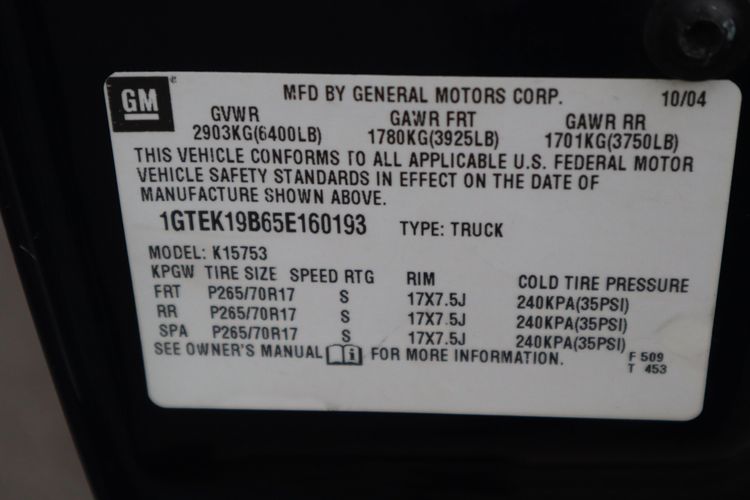 GM MFD BY GENERAL MOTORS CORP. 10/04
GVWR GAWR FRT GAWR RR
2903KG(6400LB) 1780KG(3925LB) 1701KG(3750LB)
THIS VEHICLE CONFORMS TO ALL APPLICABLE U.S. FEDERAL MOTOR
VEHICLE SAFETY STANDARDS IN EFFECT ON THE DATE OF
MANUFACTURE SHOWN ABOVE.
1GTEK19B65E160193 TYPE: TRUCK
MODEL: K15753
KPGW TIRE SIZE SPEED RTG RIM COLD TIRE PRESSURE
FRT P265/70R17 S 17X7.5J 240KPA(35PSI)
RR P265/70R17 S 17X7.5J 240KPA(35PSI)
SPA P265/70R17 S 17X7.5J 240KPA(35PSI)
SEE OWNER'S MANUAL i FOR MORE INFORMATION. F 509
T 453